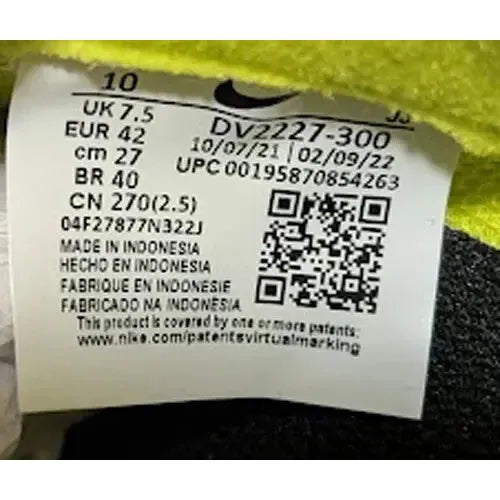 10
UK 7.5
EUR 42
cm 27
BR 40
CN 270(2.5)
DV2227-300
10/07/21 | 02/09/22
UPC 00195870854263
04F27877N322J
MADE IN INDONESIA
HECHO EN INDONESIA
FABRIQUE EN INDONESIE
FABRICADO NA INDONÉSIA
This product is covered by one or more patents:
www.nike.com/patentsvirtualmarking